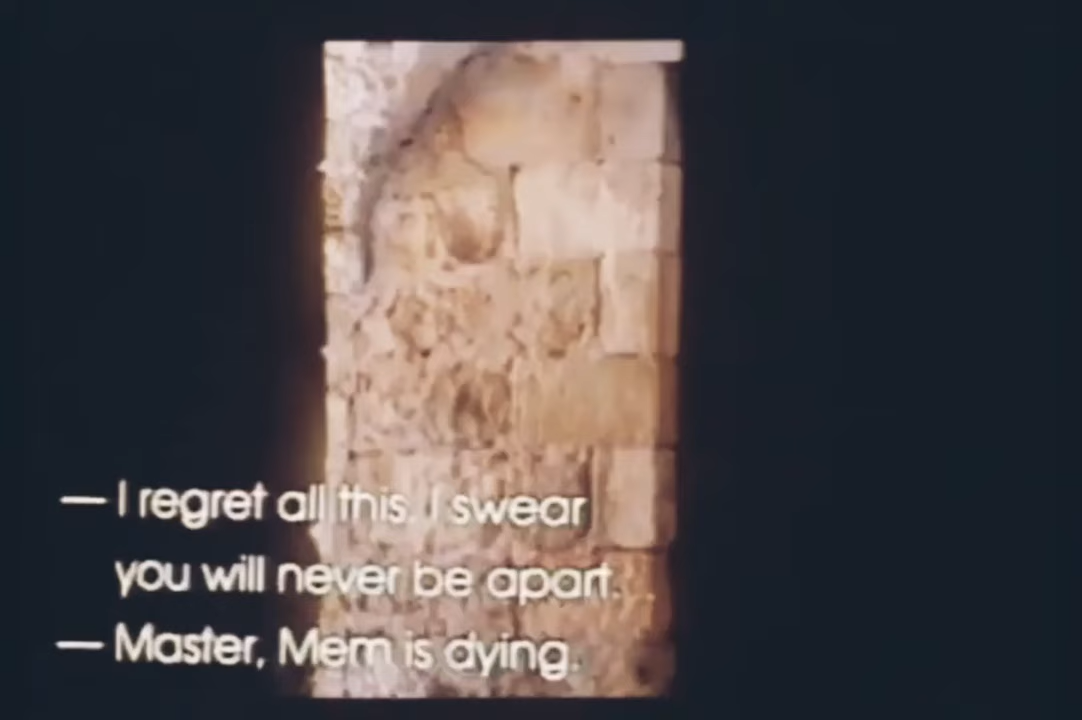 — I regret all this. I swear
you will never be apart.
— Master, Mem is dying.